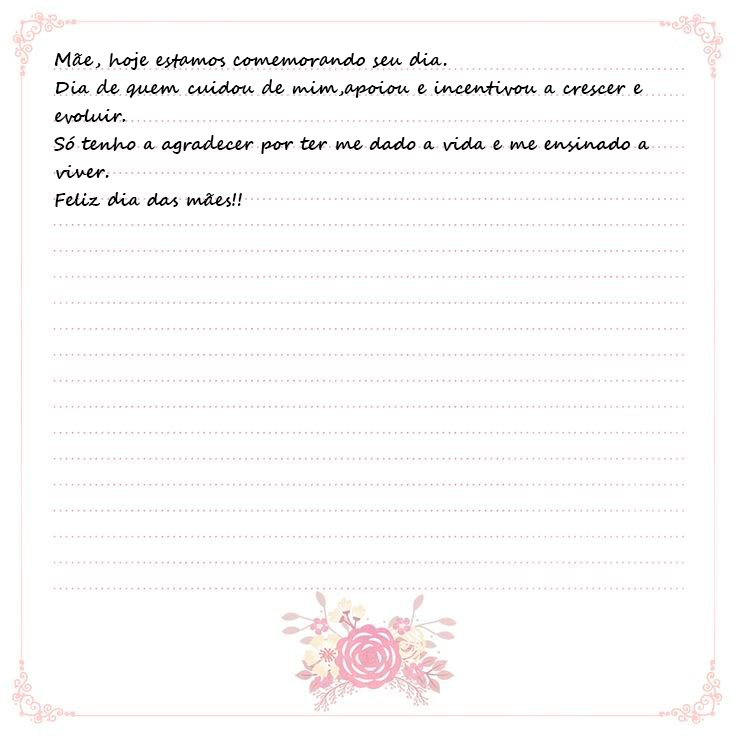 Mãe, hoje estamos comemorando seu dia.
Dia de quem cuidou de mim,apoiou e incentivou a crescer e
evoluir.
Só tenho a agradecer por ter me dado a vida e me ensinado a
viver.
Feliz dia das mães!!